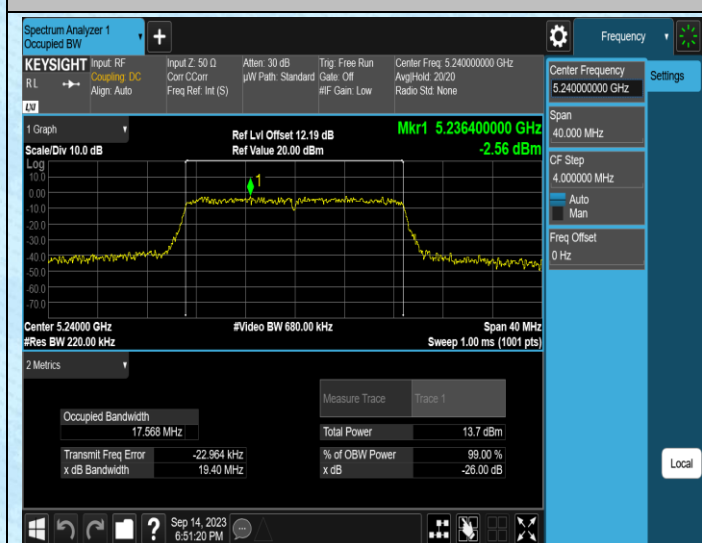 Spectrum Analyzer 1
Occupied BW
Frequency
KEYSIGHT
RL
LXI
Input: RF
Coupling: DC
Align: Auto
Input Z: 50 Ω
Corr CCorr
Freq Ref: Int (S)
Atten: 30 dB
µW Path: Standard
Trig: Free Run
Gate: Off
#IF Gain: Low
Center Freq: 5.240000000 GHz
Avg|Hold: 20/20
Radio Std: None
Center Frequency
5.240000000 GHz
Settings
Span
40.000 MHz
CF Step
4.000000 MHz
Auto
Man
Freq Offset
0 Hz
Local
1 Graph
Scale/Div 10.0 dB
Ref Lvl Offset 12.19 dB
Ref Value 20.00 dBm
Mkr1 5.236400000 GHz
-2.56 dBm
Log
10.0
0.00
-10.0
-20.0
-30.0
-40.0
-50.0
-60.0
-70.0
1
Center 5.24000 GHz
#Res BW 220.00 kHz
#Video BW 680.00 kHz
Span 40 MHz
Sweep 1.00 ms (1001 pts)
2 Metrics
Measure Trace Trace 1
Occupied Bandwidth
17.568 MHz
Total Power 13.7 dBm
Transmit Freq Error -22.964 kHz
% of OBW Power 99.00 %
x dB Bandwidth 19.40 MHz
x dB -26.00 dB
?
Sep 14, 2023
6:51:20 PM